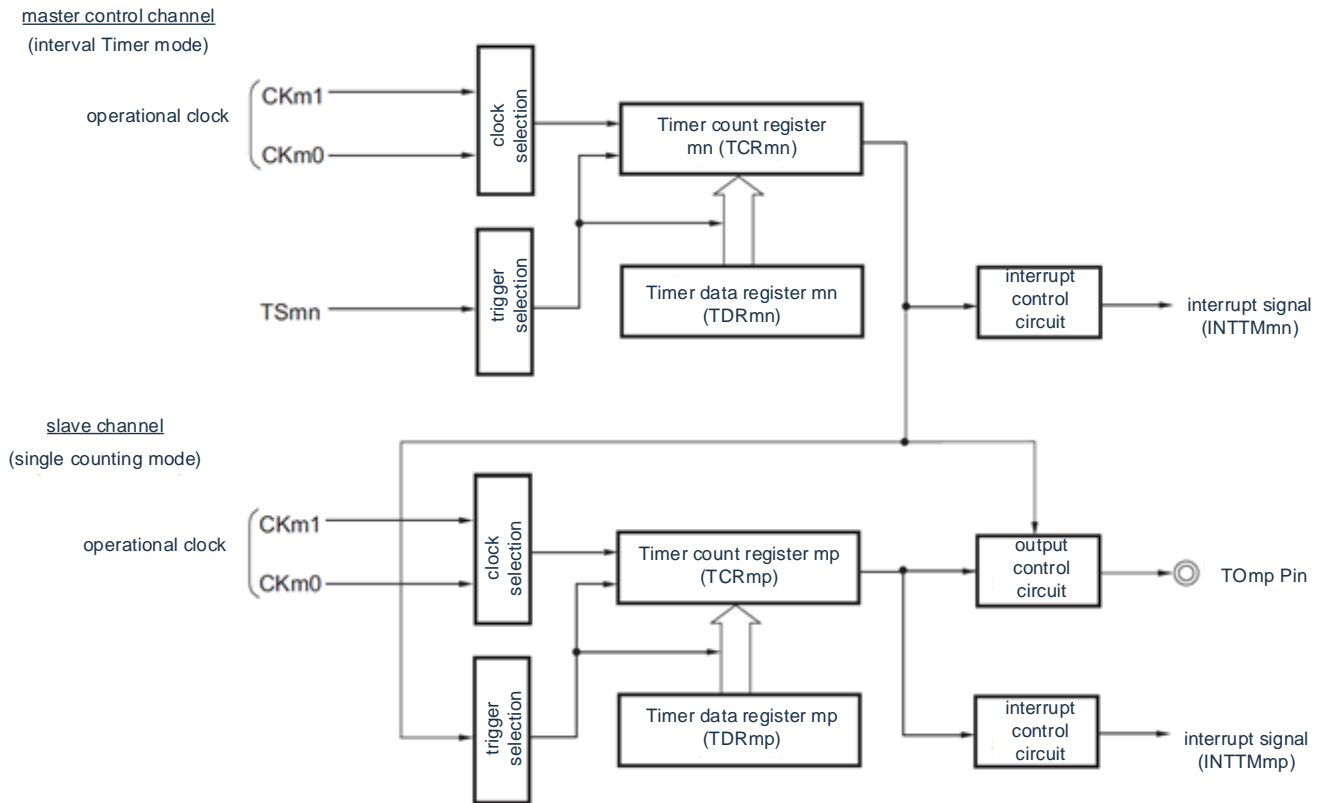 master control channel
(interval Timer mode)
operational clock
CKm1
CKm0
clock
selection
Timer count register
mn (TCRmn)
TSmn
trigger
selection
Timer data register mn
(TDRmn)
interrupt
control
circuit
interrupt signal
(INTTMmn)
slave channel
(single counting mode)
operational clock
CKm1
CKm0
clock
selection
Timer count register mp
(TCRmp)
output
control
circuit
TOmp Pin
trigger
selection
Timer data register mp
(TDRmp)
interrupt
control
circuit
interrupt signal
(INTTMmp)